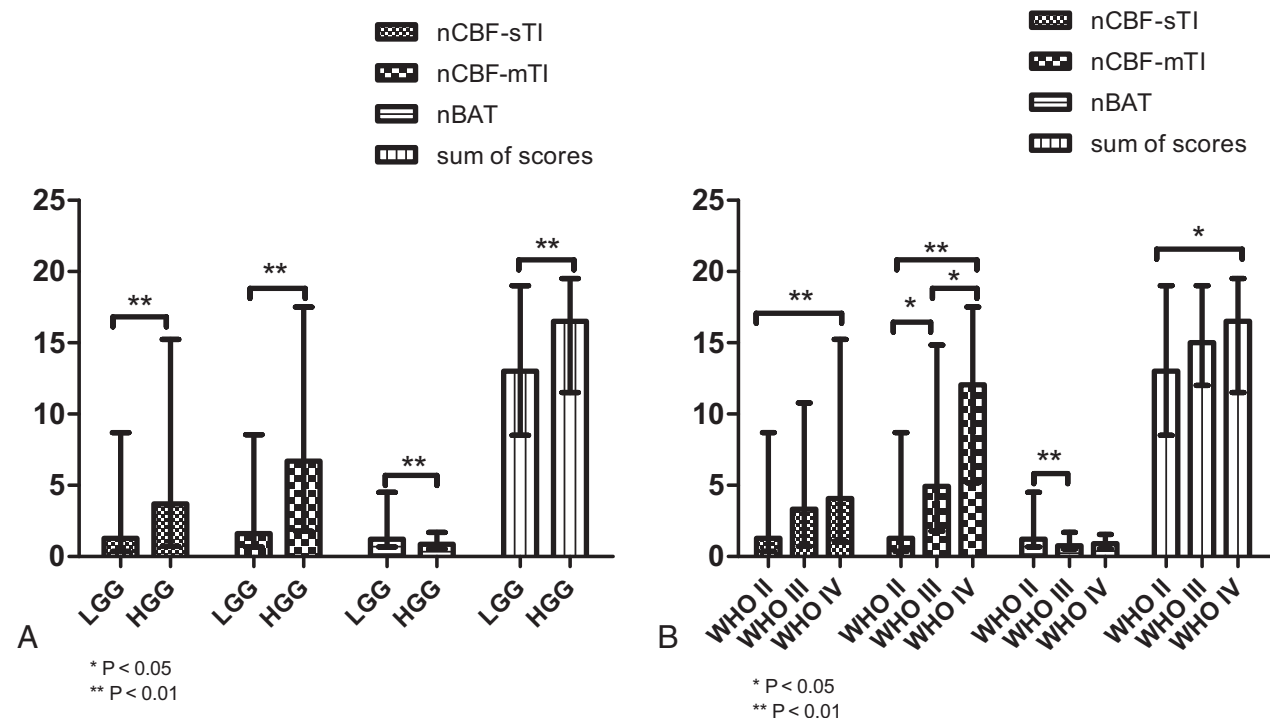 nCBF-sTI
nCBF-mTI
nBAT
sum of scores
25
20
15
10
5
0
**
**
**
**
LGG
HGG
LGG
HGG
LGG
HGG
LGG
HGG
A
* P < 0.05
** P < 0.01
nCBF-sTI
nCBF-mTI
nBAT
sum of scores
25
20
15
10
5
0
**
**
*
*
**
*
WHO II
WHO III
WHO IV
WHO II
WHO III
WHO IV
WHO II
WHO III
WHO IV
WHO II
WHO III
WHO IV
B
* P < 0.05
** P < 0.01